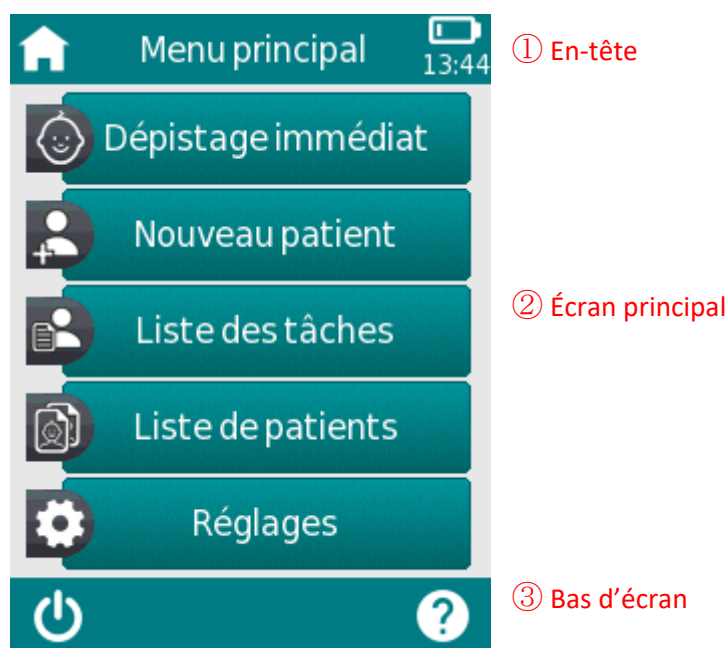 Menu principal
13:44
① En-tête
Dépistage immédiat
Nouveau patient
② Écran principal
Liste des tâches
Liste de patients
Réglages
③ Bas d’écran
?